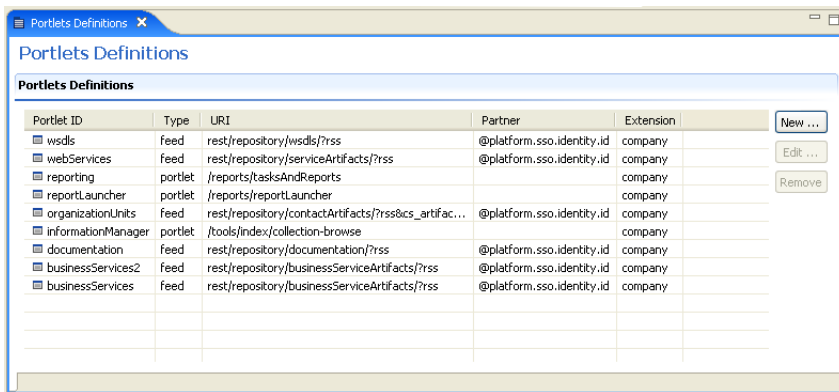 Portlets Definitions
Portlets Definitions
Portlets Definitions
Portlet ID Type URI Partner Extension
New ...
wsdls feed rest/repository/wsdls/?rss @platform.sso.identity.id company
webServices feed rest/repository/serviceArtifacts/?rss @platform.sso.identity.id company
Edit ...
reporting portlet /reports/tasksAndReports company
Remove
reportLauncher portlet /reports/reportLauncher company
organizationUnits feed rest/repository/contactArtifacts/?rss&cs_artifac... @platform.sso.identity.id company
informationManager portlet /tools/index/collection-browse company
documentation feed rest/repository/documentation/?rss @platform.sso.identity.id company
businessServices2 feed rest/repository/businessServiceArtifacts/?rss @platform.sso.identity.id company
businessServices feed rest/repository/businessServiceArtifacts/?rss @platform.sso.identity.id company